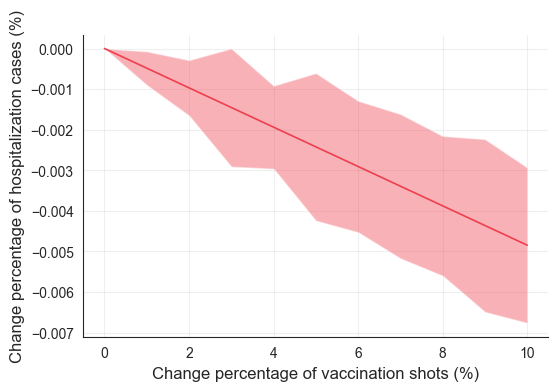 Change percentage of hospitalization cases (%)
0.000
−0.001
−0.002
−0.003
−0.004
−0.005
−0.006
−0.007
0 2 4 6 8 10
Change percentage of vaccination shots (%)